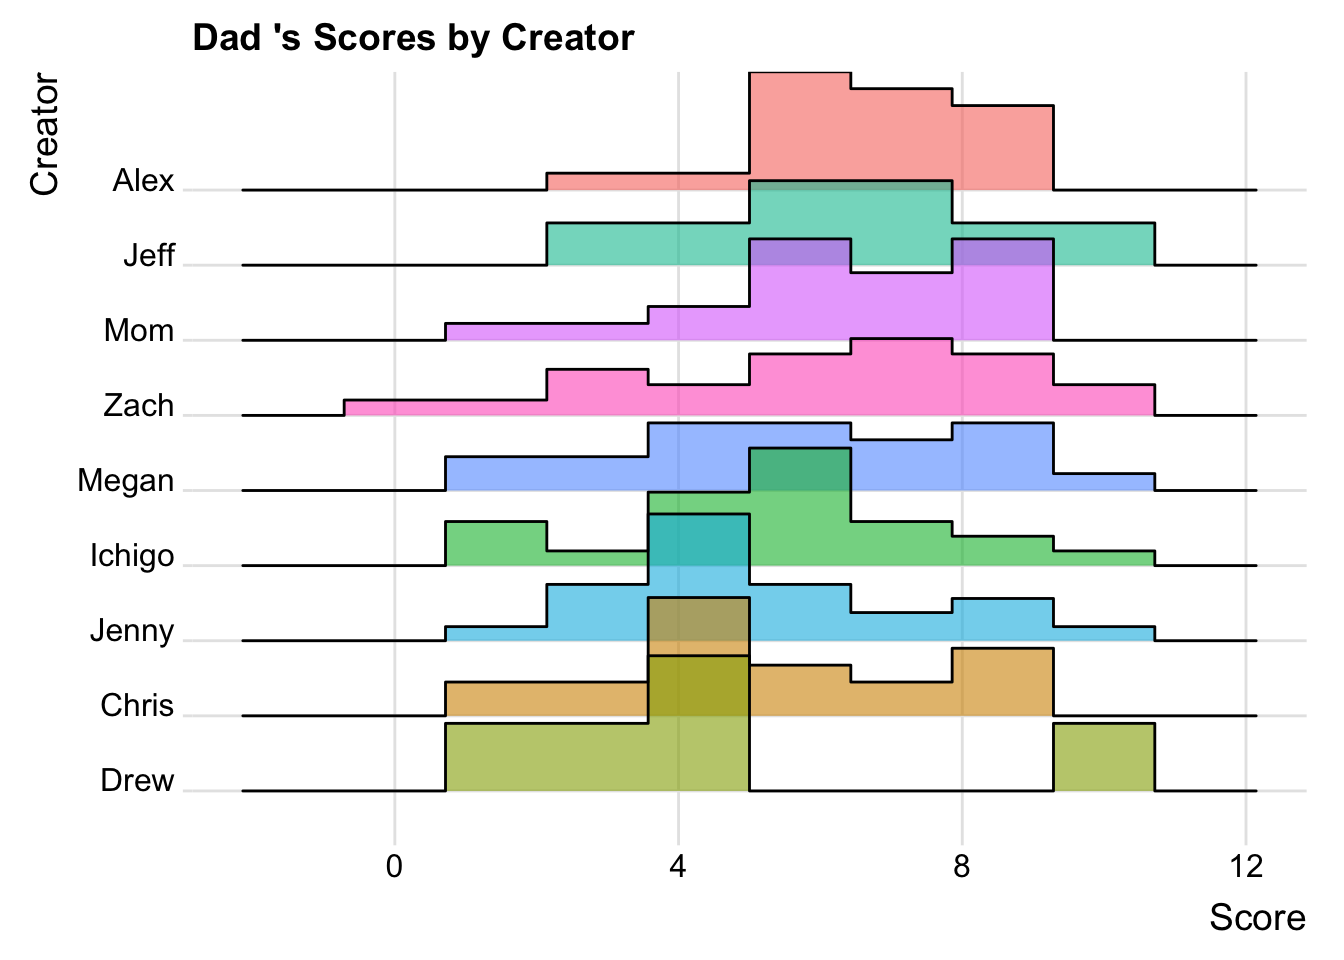 Dad 's Scores by Creator
Creator
Alex
Jeff
Mom
Zach
Megan
Ichigo
Jenny
Chris
Drew
0 4 8 12
Score